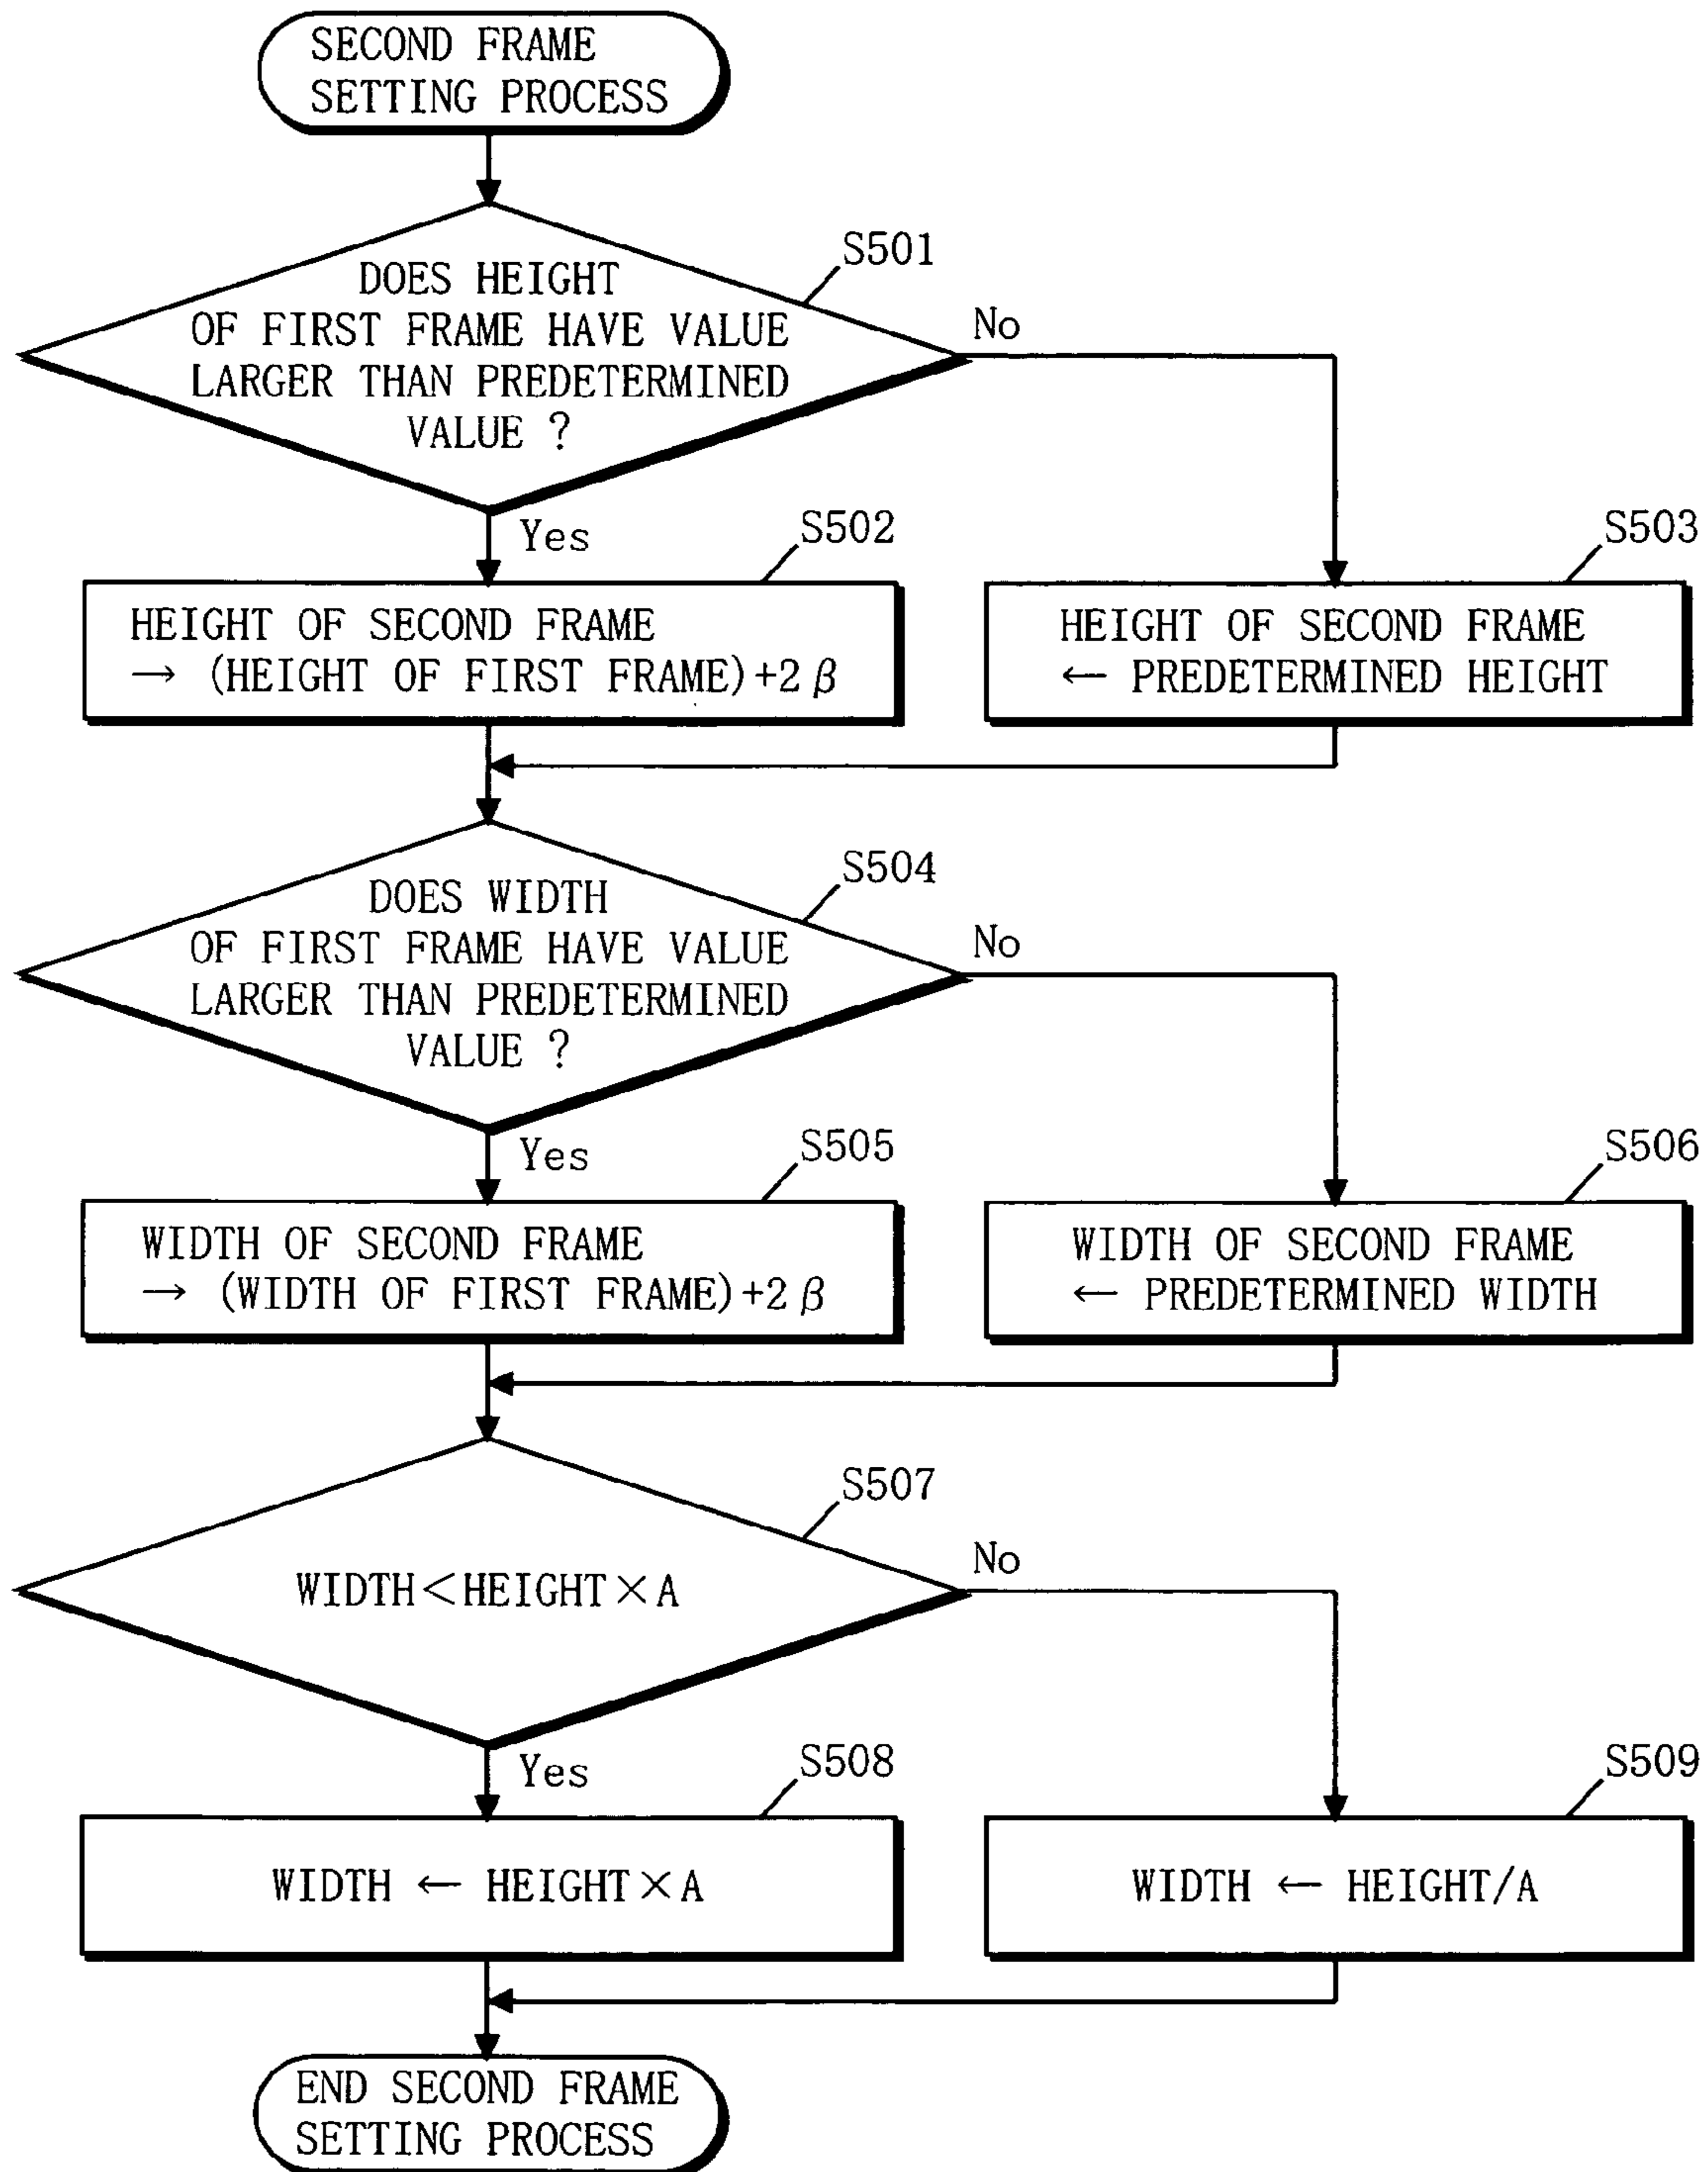 SECOND FRAME
SETTING PROCESS
S501
DOES HEIGHT
OF FIRST FRAME HAVE VALUE
LARGER THAN PREDETERMINED
VALUE ?
No
Yes
S502
S503
HEIGHT OF SECOND FRAME
→ (HEIGHT OF FIRST FRAME)+2β
HEIGHT OF SECOND FRAME
← PREDETERMINED HEIGHT
S504
DOES WIDTH
OF FIRST FRAME HAVE VALUE
LARGER THAN PREDETERMINED
VALUE ?
No
Yes
S505
S506
WIDTH OF SECOND FRAME
→ (WIDTH OF FIRST FRAME)+2β
WIDTH OF SECOND FRAME
← PREDETERMINED WIDTH
S507
WIDTH<HEIGHT×A
No
Yes
S508
S509
WIDTH ← HEIGHT×A
WIDTH ← HEIGHT/A
END SECOND FRAME
SETTING PROCESS